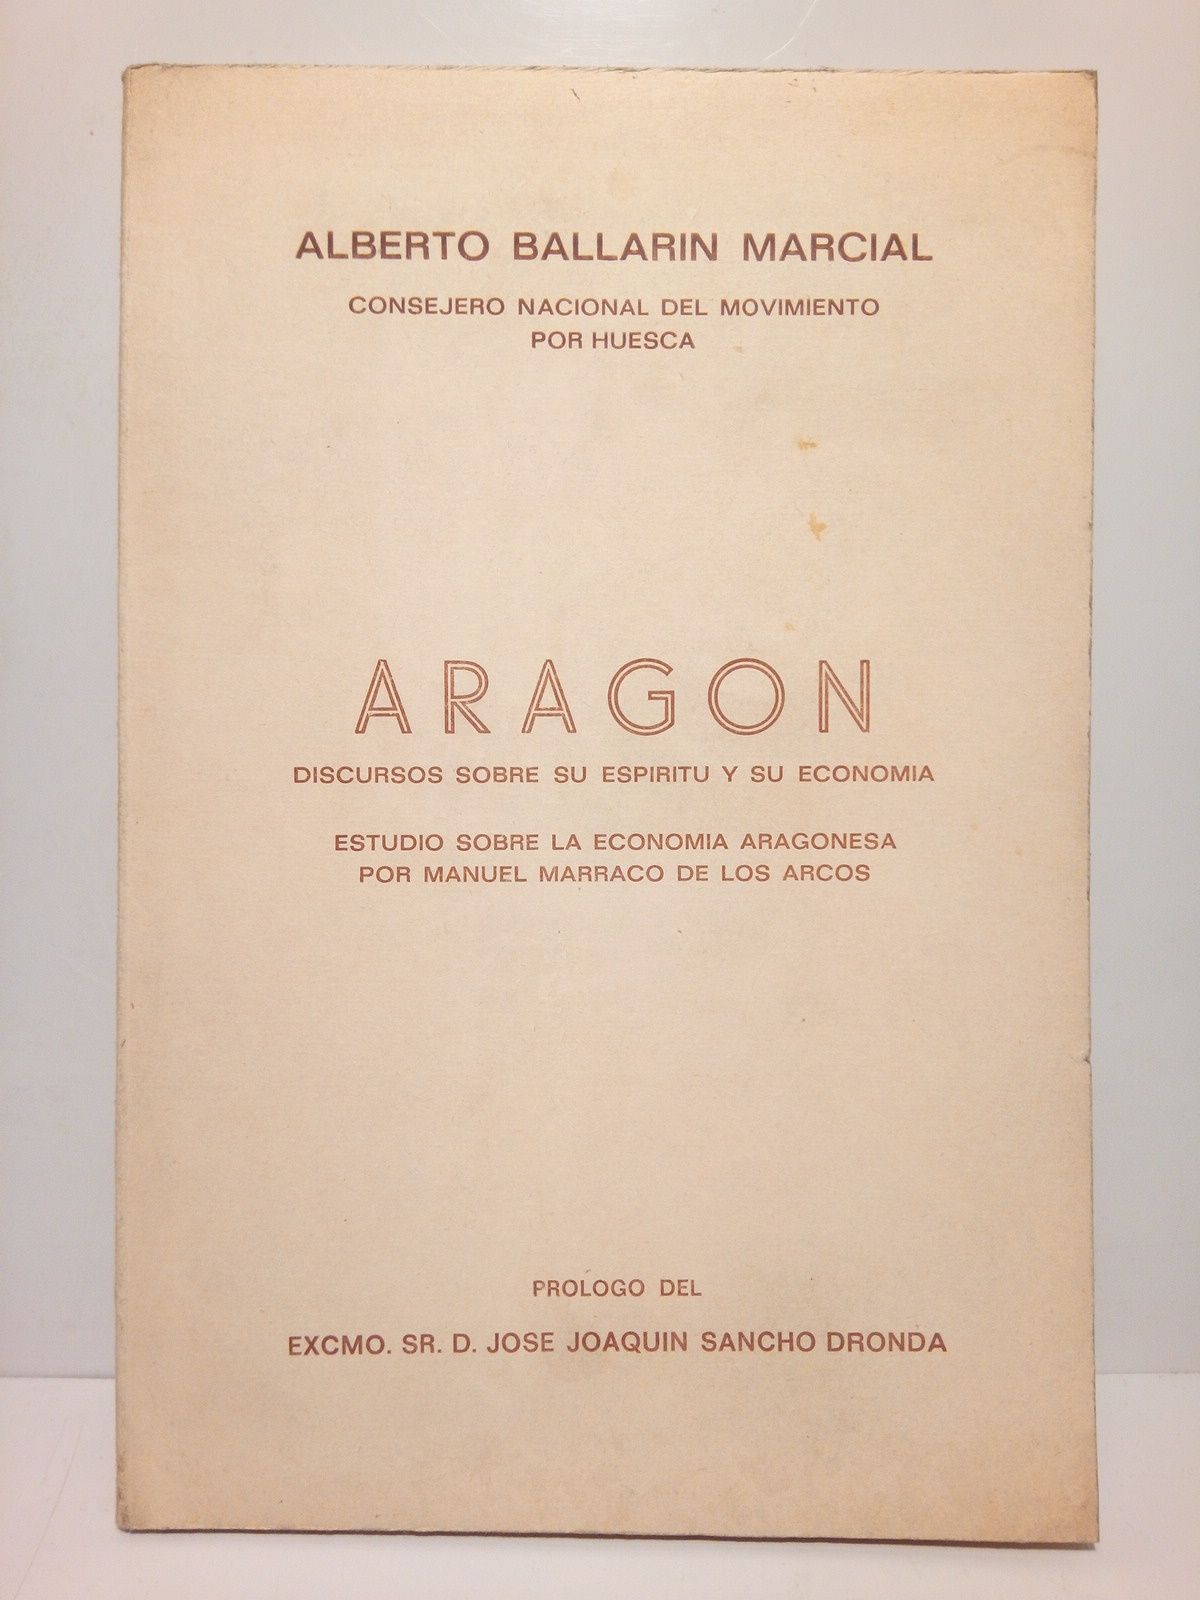 ALBERTO BALLARIN MARCIAL
CONSEJERO NACIONAL DEL MOVIMIENTO
POR HUESCA
ARAGON
DISCURSOS SOBRE SU ESPIRITU Y SU ECONOMIA
ESTUDIO SOBRE LA ECONOMIA ARAGONESA
POR MANUEL MARRACO DE LOS ARCOS
PROLOGO DEL
EXCMO. SR. D. JOSE JOAQUIN SANCHO DRONDA